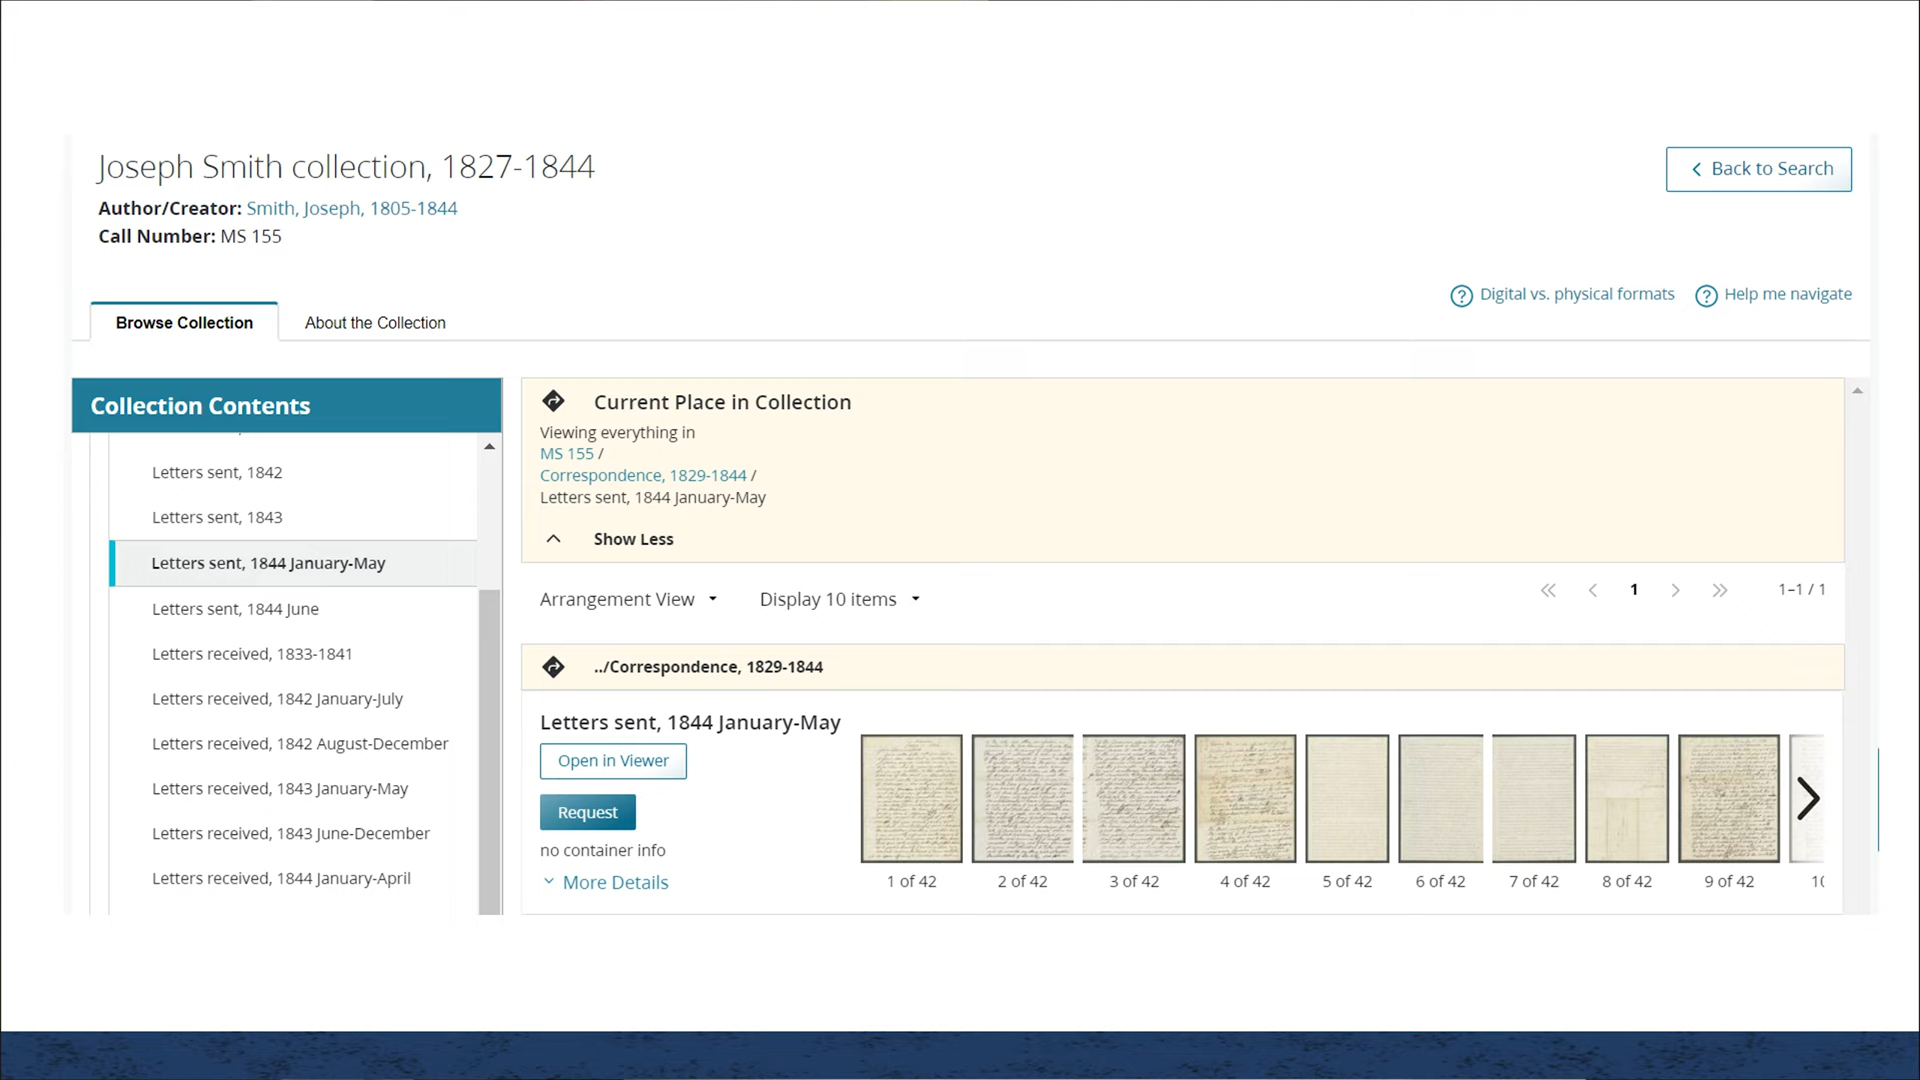 Joseph Smith collection, 1827-1844
Back to Search
Author/Creator: Smith, Joseph, 1805-1844
Call Number: MS 155
Digital vs. physical formats
Help me navigate
Browse Collection
About the Collection
Collection Contents
Letters sent, 1842
Letters sent, 1843
Letters sent, 1844 January-May
Letters sent, 1844 June
Letters received, 1833-1841
Letters received, 1842 January-July
Letters received, 1842 August-December
Letters received, 1843 January-May
Letters received, 1843 June-December
Letters received, 1844 January-April
Current Place in Collection
Viewing everything in
MS 155 /
Correspondence, 1829-1844 /
Letters sent, 1844 January-May
Show Less
Arrangement View
Display 10 items
1
1–1 / 1
../Correspondence, 1829-1844
Letters sent, 1844 January-May
Open in Viewer
Request
no container info
More Details
1 of 42
2 of 42
3 of 42
4 of 42
5 of 42
6 of 42
7 of 42
8 of 42
9 of 42